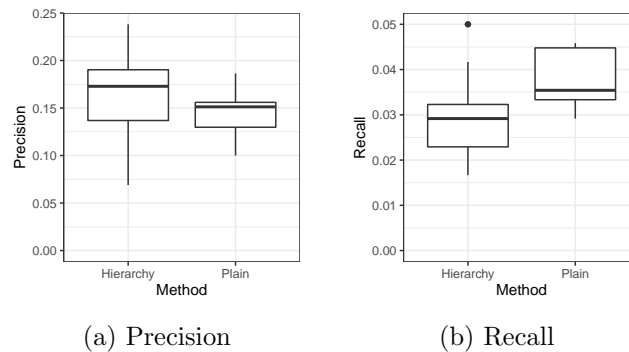 0.25
0.20
0.15
0.10
0.05
0.00
Precision
Hierarchy Plain
Method
(a) Precision
0.05
0.04
0.03
0.02
0.01
0.00
Recall
Hierarchy Plain
Method
(b) Recall